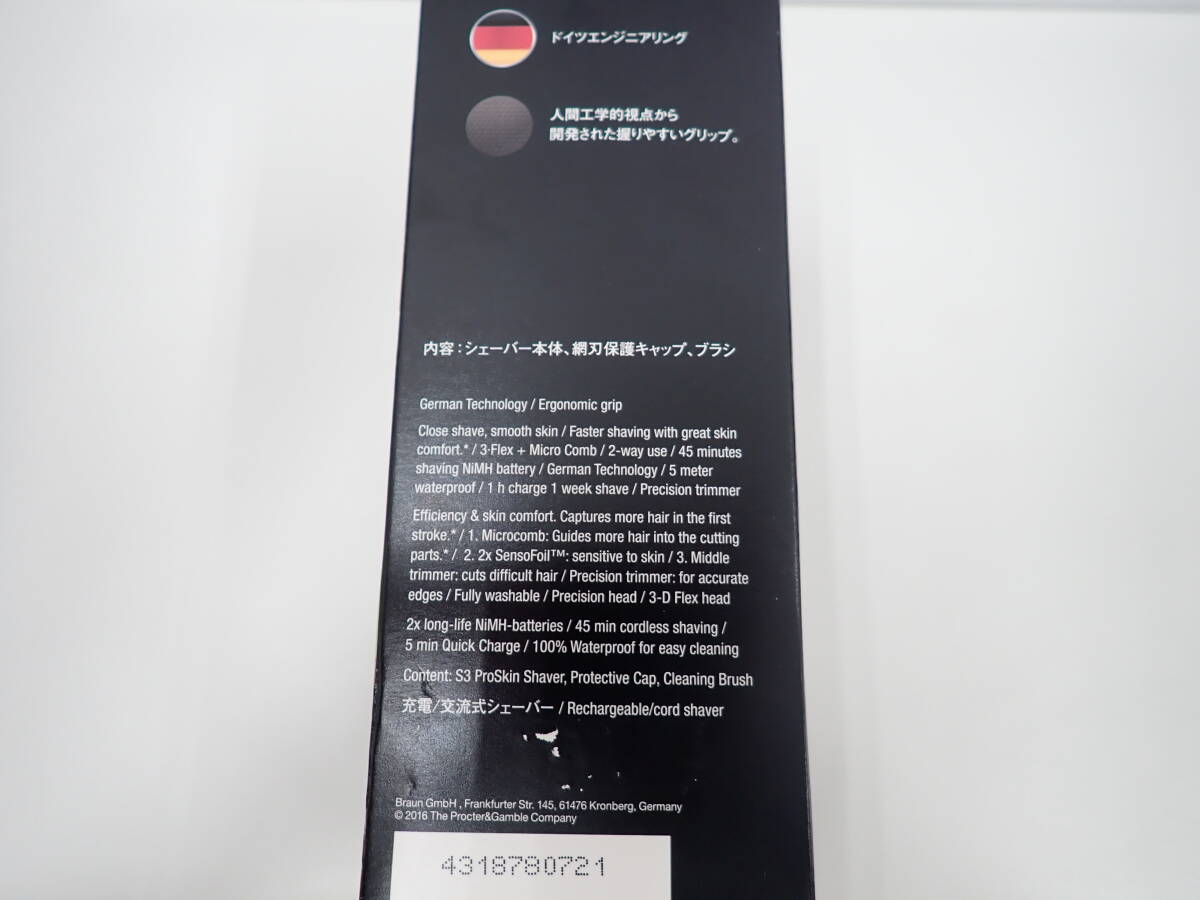 ドイツエンジニアリング
人間工学的視点から
開発された握りやすいグリップ。
内容：シェーバー本体、網刃保護キャップ、ブラシ
German Technology / Ergonomic grip
Close shave, smooth skin / Faster shaving with great skin
comfort.* / 3-Flex + Micro Comb / 2-way use / 45 minutes
shaving NiMH battery / German Technology / 5 meter
waterproof / 1 h charge 1 week shave / Precision trimmer
Efficiency & skin comfort. Captures more hair in the first
stroke.* / 1. Microcomb: Guides more hair into the cutting
parts.* / 2. 2x SensoFoil™: sensitive to skin / 3. Middle
trimmer: cuts difficult hair / Precision trimmer: for accurate
edges / Fully washable / Precision head / 3-D Flex head
2x long-life NiMH-batteries / 45 min cordless shaving /
5 min Quick Charge / 100% Waterproof for easy cleaning
Content: S3 ProSkin Shaver, Protective Cap, Cleaning Brush
充電/交流式シェーバー / Rechargeable/cord shaver
Braun GmbH , Frankfurter Str. 145, 61476 Kronberg, Germany
© 2016 The Procter&Gamble Company
4318780721